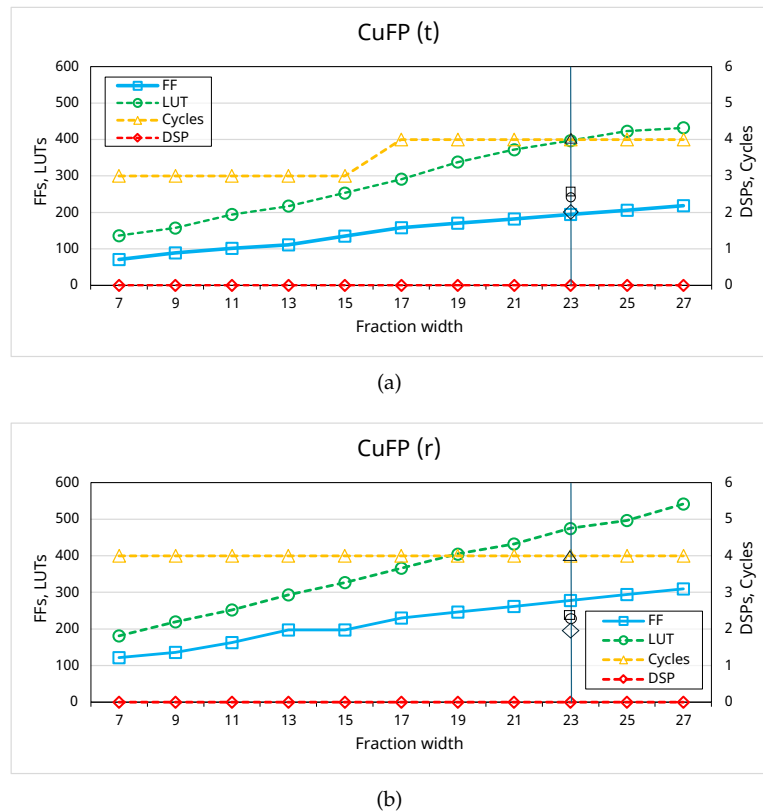 CuFP (t)
600
500
400
300
200
100
0
FFs, LUTs
FF
LUT
Cycles
DSP
6
5
4
3
2
1
0
DSPs, Cycles
7 9 11 13 15 17 19 21 23 25 27
Fraction width
(a)
CuFP (r)
600
500
400
300
200
100
0
FFs, LUTs
6
5
4
3
2
1
0
DSPs, Cycles
FF
LUT
Cycles
DSP
7 9 11 13 15 17 19 21 23 25 27
Fraction width
(b)